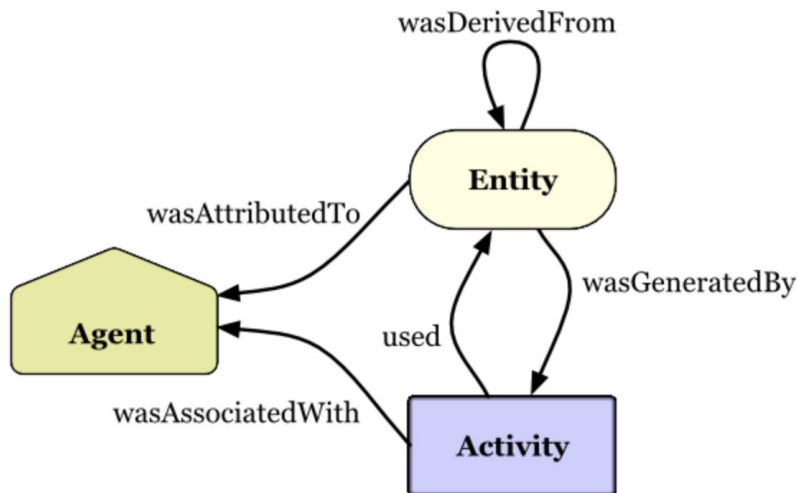 wasDerivedFrom
Entity
wasAttributedTo
wasGeneratedBy
Agent
used
wasAssociatedWith
Activity